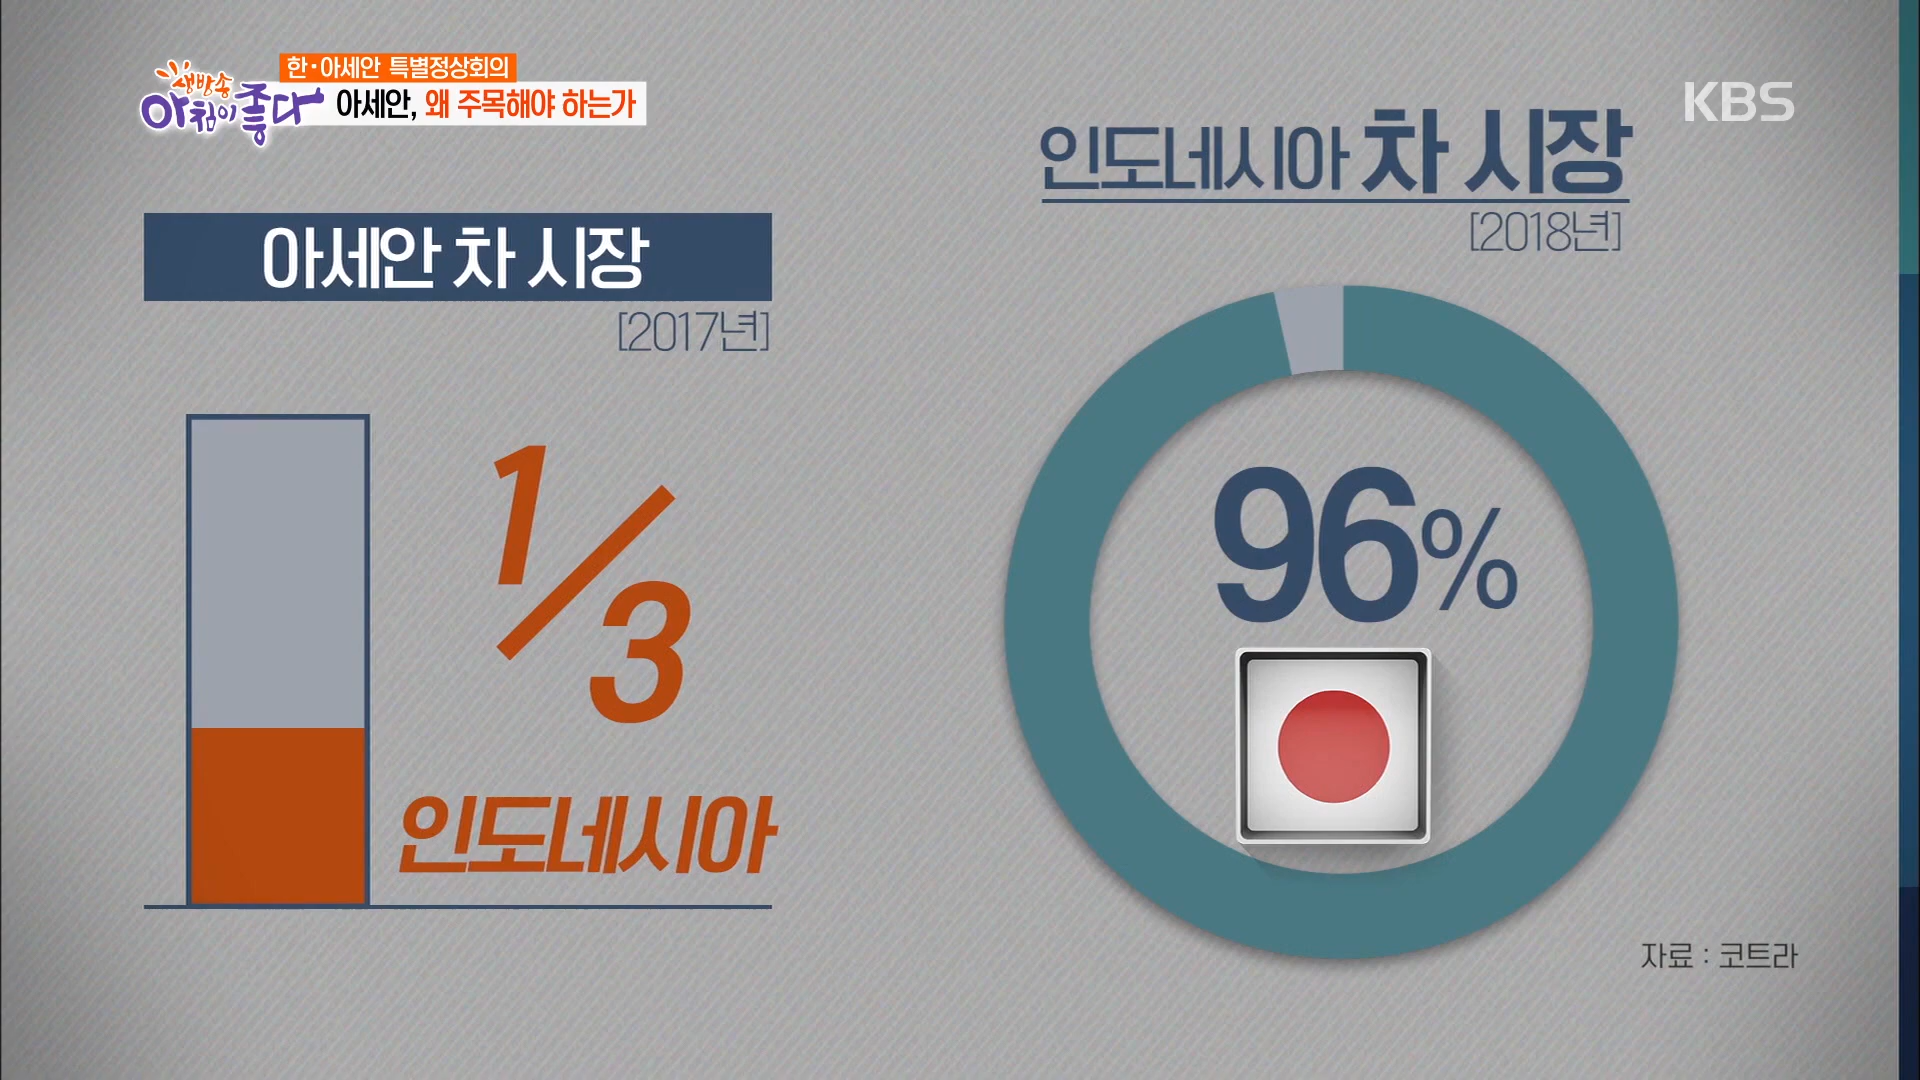 한·아세안 특별정상회의
생방송
아침이 좋다
아세안, 왜 주목해야 하는가
KBS
아세안 차 시장
[2017년]
1/3
인도네시아
인도네시아 차 시장
[2018년]
96%
자료 : 코트라